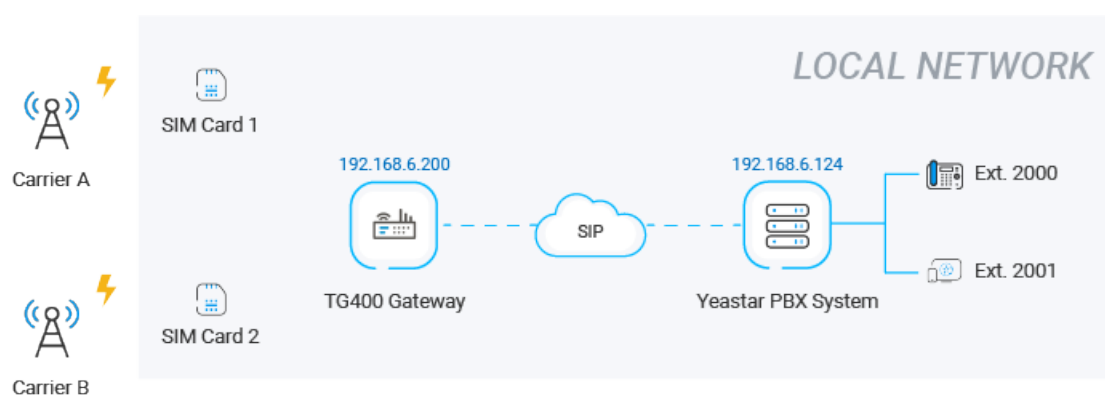 LOCAL NETWORK
SIM Card 1
Carrier A
192.168.6.200
192.168.6.124
Ext. 2000
SIP
Ext. 2001
TG400 Gateway
Yeastar PBX System
SIM Card 2
Carrier B